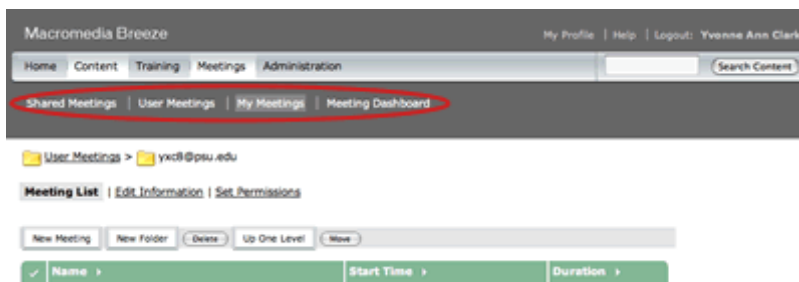 Macromedia Breeze My Profile | Help | Logout: Yvonne Ann Clark
Home Content Training Meetings Administration Search Content
Shared Meetings | User Meetings | My Meetings | Meeting Dashboard
User Meetings > yxc8@psu.edu
Meeting List | Edit Information | Set Permissions
New Meeting New Folder Delete Up One Level Move
Name Start Time Duration